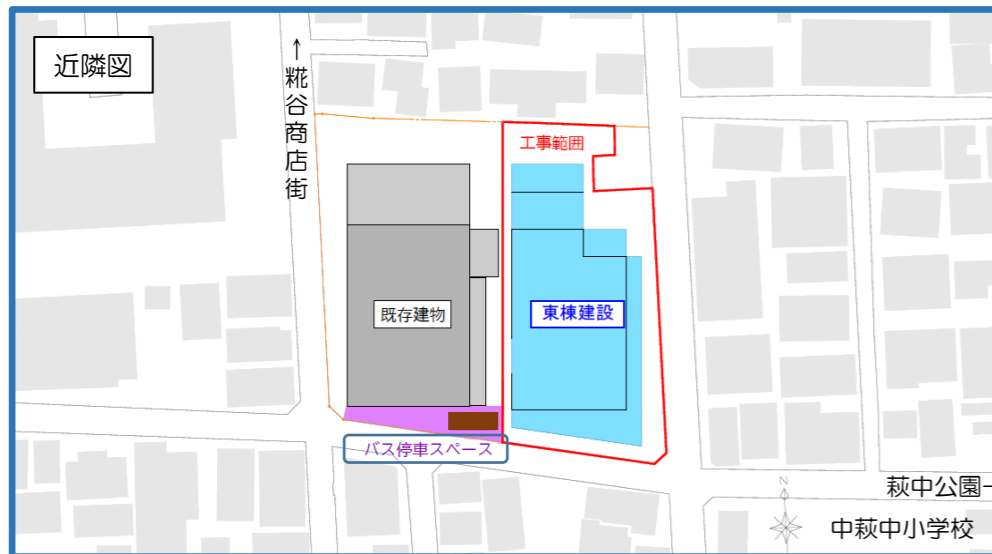 近隣図
↑糀谷商店街
工事範囲
既存建物
東棟建設
バス停車スペース
萩中公園→
N
中萩中小学校